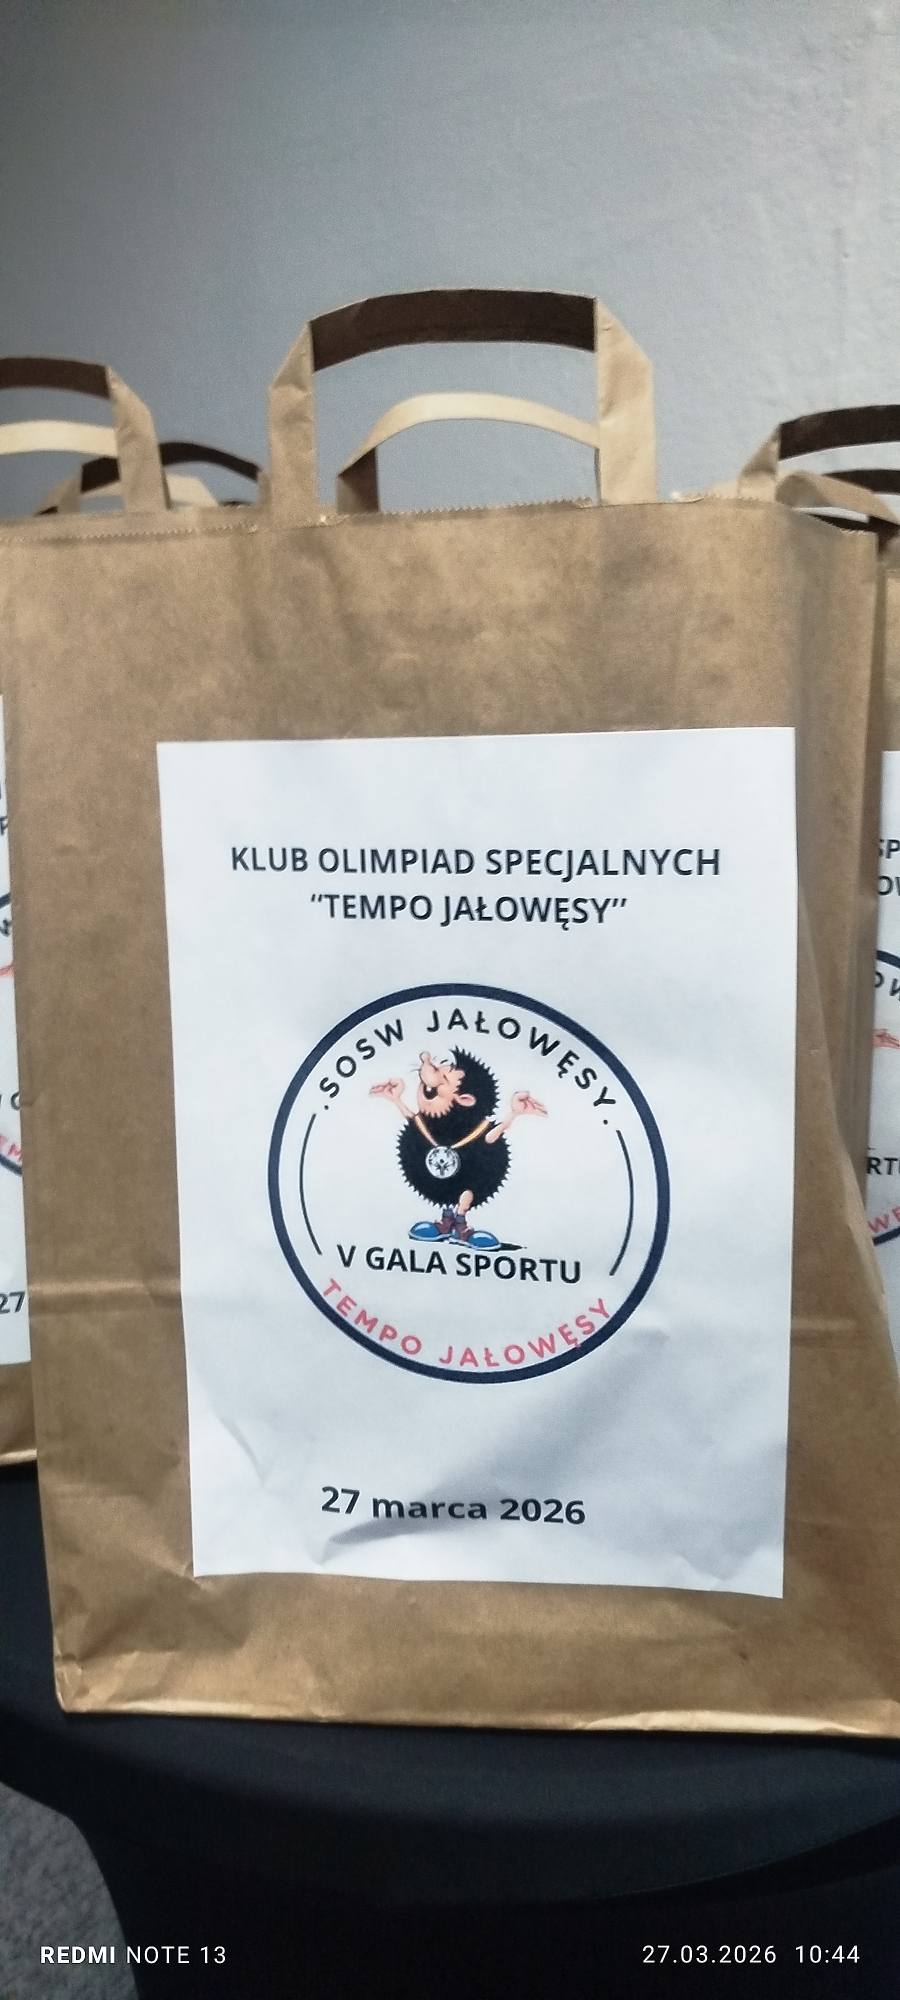 KLUB OLIMPIAD SPECJALNYCH
“TEMPO JAŁOWĘSY”
.SOSW JAŁOWĘSY.
V GALA SPORTU
TEMPO JAŁOWĘSY
27 marca 2026
27
REDMI NOTE 13
27.03.2026 10:44